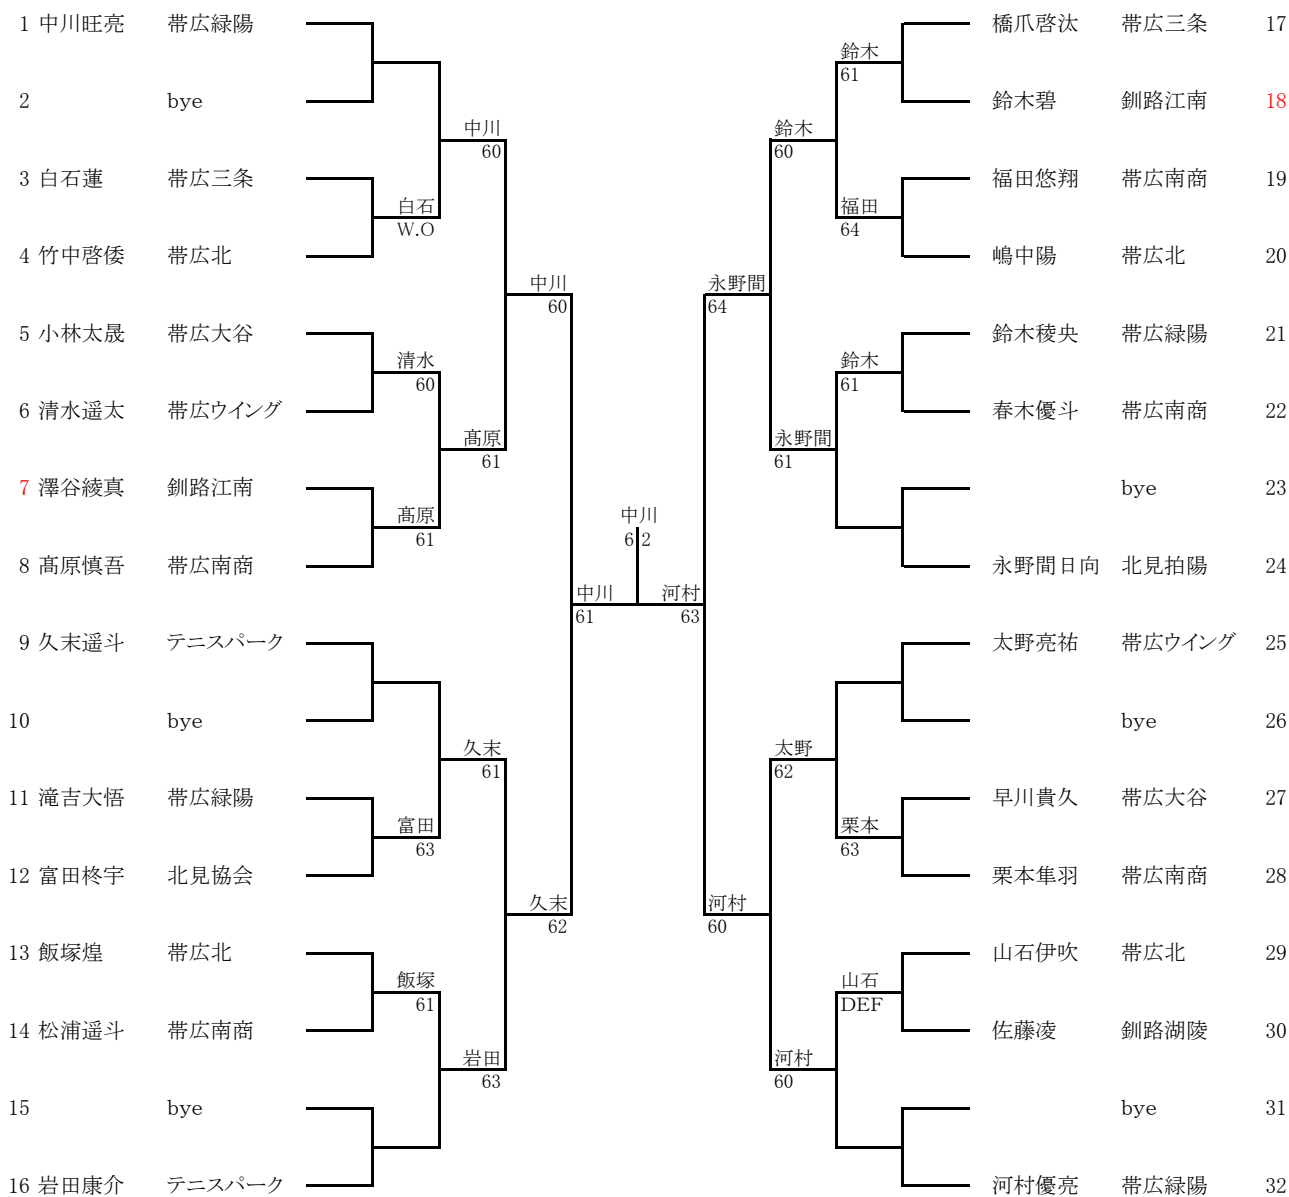 1 中川旺亮 帯広緑陽
2 bye
中川
60
3 白石蓮 帯広三条
白石
W.O
4 竹中啓倭 帯広北
中川
60
5 小林太晟 帯広大谷
清水
60
6 清水遥太 帯広ウイング
髙原
61
7 澤谷綾真 釧路江南
髙原
61
8 髙原慎吾 帯広南商
中川
61
9 久末遥斗 テニスパーク
10 bye
久末
61
11 滝吉大悟 帯広緑陽
富田
63
12 富田柊宇 北見協会
久末
62
13 飯塚煌 帯広北
飯塚
61
14 松浦遥斗 帯広南商
岩田
63
15 bye
16 岩田康介 テニスパーク
中川
6 2
橋爪啓汰 帯広三条 17
鈴木
61
鈴木碧 釧路江南 18
鈴木
60
福田悠翔 帯広南商 19
福田
64
嶋中陽 帯広北 20
永野間
64
鈴木稜央 帯広緑陽 21
鈴木
61
春木優斗 帯広南商 22
永野間
61
bye 23
永野間日向 北見拍陽 24
河村
63
太野亮祐 帯広ウイング 25
bye 26
太野
62
早川貴久 帯広大谷 27
栗本
63
栗本隼羽 帯広南商 28
河村
60
山石伊吹 帯広北 29
山石
DEF
佐藤凌 釧路湖陵 30
河村
60
bye 31
河村優亮 帯広緑陽 32